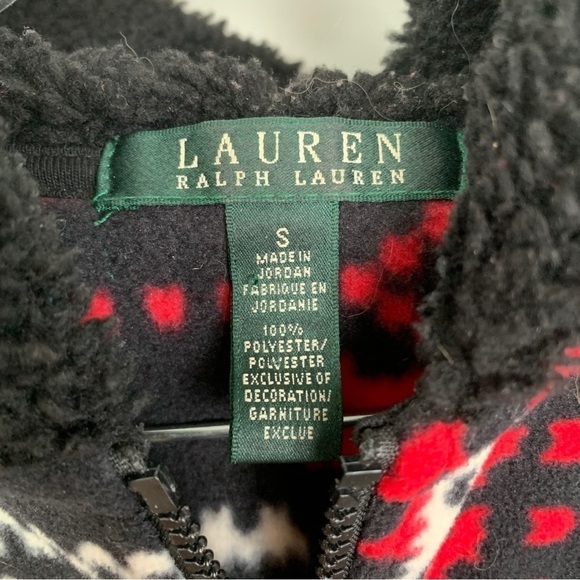 LAUREN
RALPH LAUREN
S
MADE IN
JORDAN
FABRIQUE EN
JORDANIE
100%
POLYESTER/
POLYESTER
EXCLUSIVE OF
DECORATION/
GARNITURE
EXCLUE